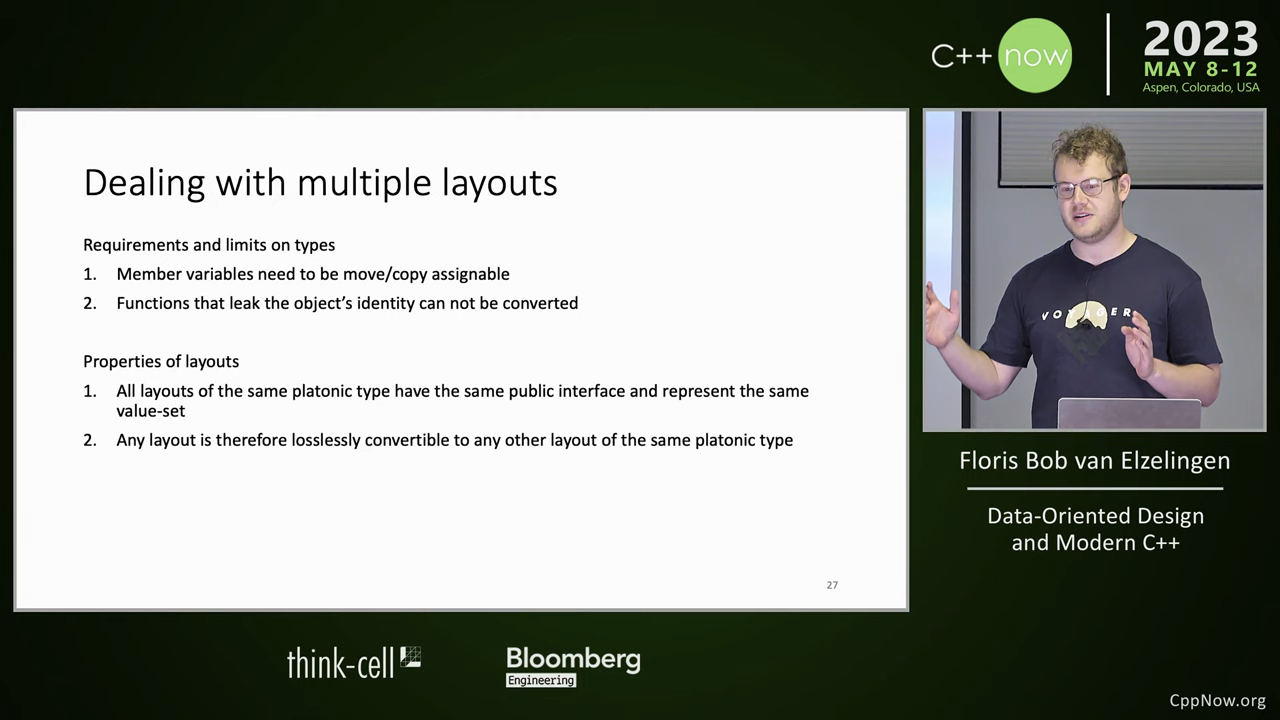 C++ now
2023
MAY 8-12
Aspen, Colorado, USA
Dealing with multiple layouts
Requirements and limits on types
1. Member variables need to be move/copy assignable
2. Functions that leak the object's identity can not be converted
Properties of layouts
1. All layouts of the same platonic type have the same public interface and represent the same
value-set
2. Any layout is therefore losslessly convertible to any other layout of the same platonic type
27
VOYAGER
Floris Bob van Elzelingen
Data-Oriented Design
and Modern C++
think-cell
Bloomberg
Engineering
CppNow.org